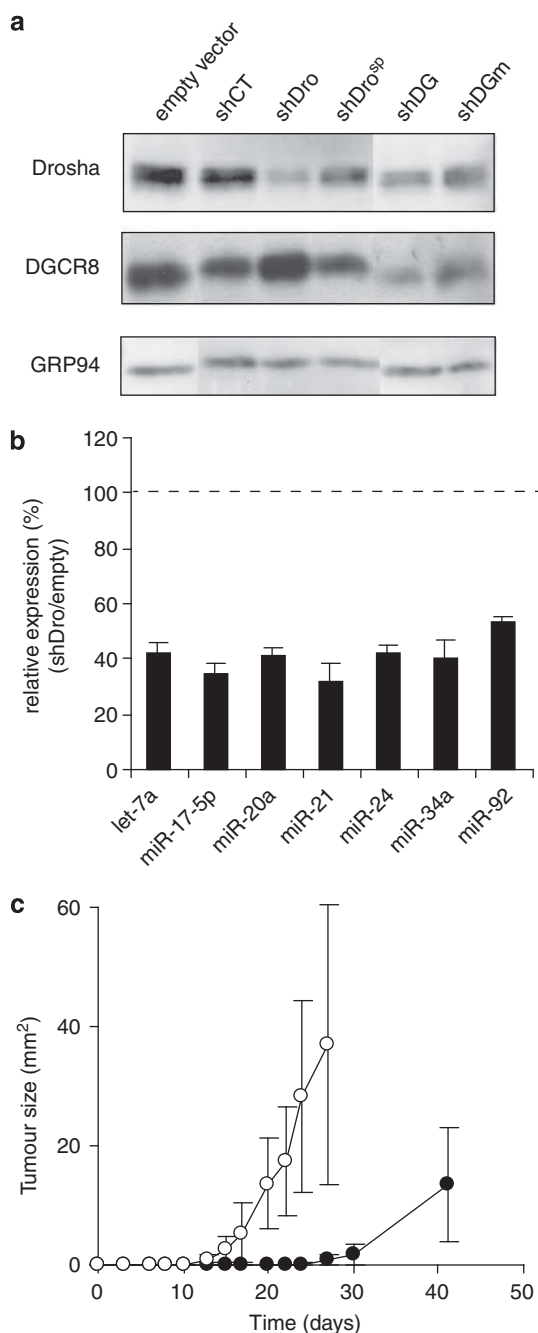 a
empty vector
shCT
shDro
shDrosp
shDG
shDGm
Drosha
DGCR8
GRP94
b
relative expression (%)
(shDro/empty)
120
100
80
60
40
20
0
let-7a
miR-17-5p
miR-20a
miR-21
miR-24
miR-34a
miR-92
c
Tumour size (mm²)
60
40
20
0
0 10 20 30 40 50
Time (days)